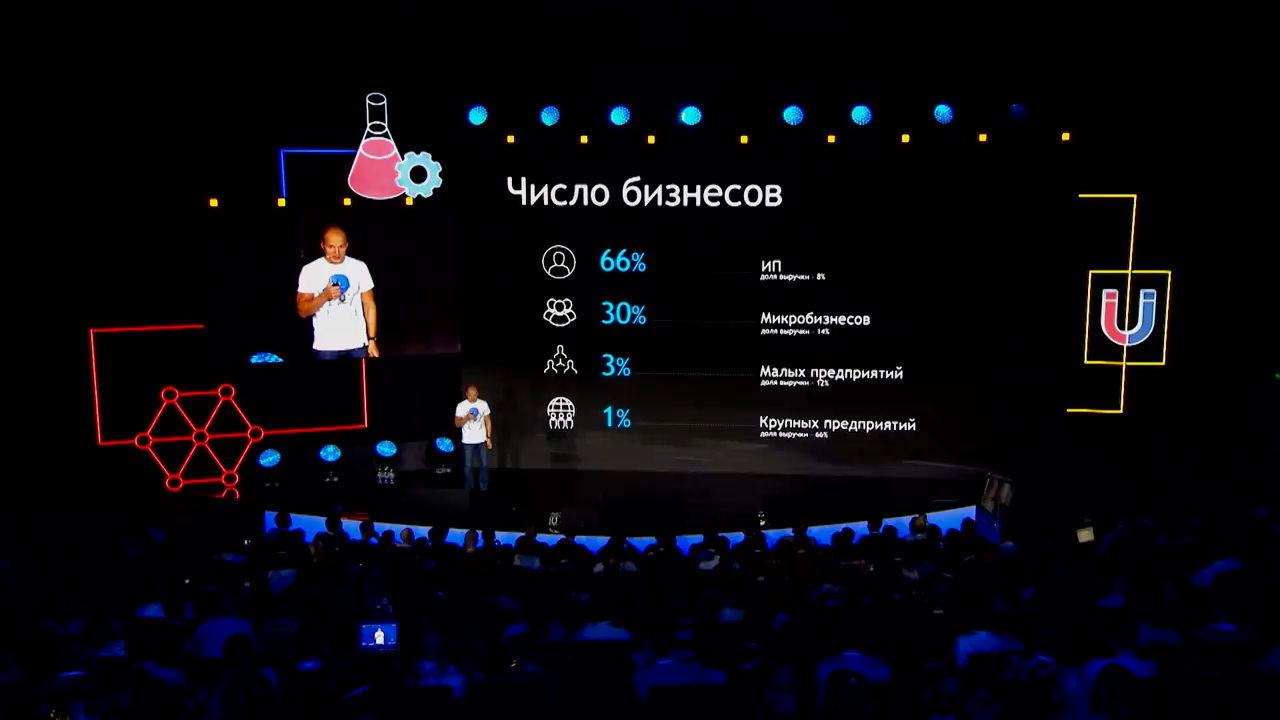 Число бизнесов
66%
ИП
доля выручки - 8%
30%
Микробизнесов
доля выручки - 14%
3%
Малых предприятий
доля выручки - 12%
1%
Крупных предприятий
доля выручки - 66%